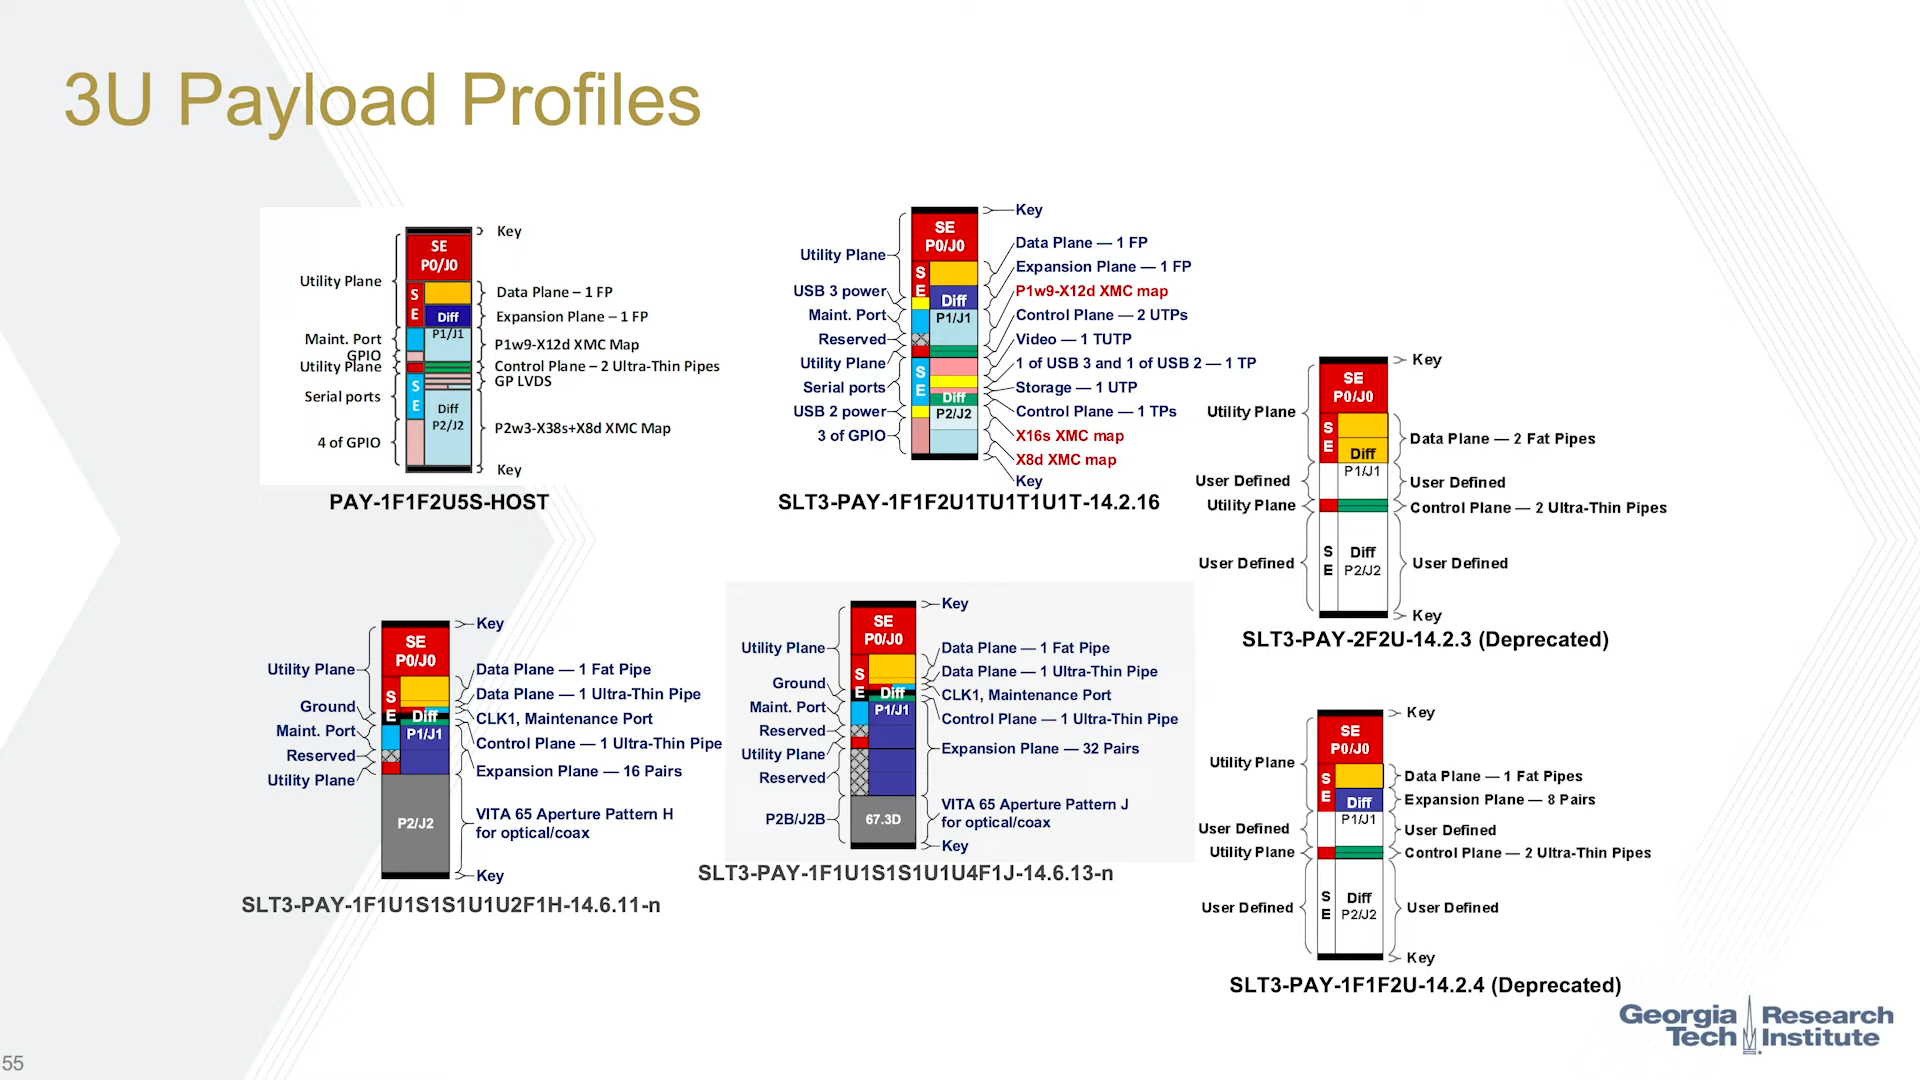 3U Payload Profiles
Key
SE
P0/J0
Utility Plane
S
E
Data Plane – 1 FP
Diff
Expansion Plane – 1 FP
P1/J1
Maint. Port
P1w9-X12d XMC Map
GPIO
Utility Plane
Control Plane – 2 Ultra-Thin Pipes
GP LVDS
S
E
Serial ports
Diff
P2/J2
P2w3-X38s+X8d XMC Map
4 of GPIO
Key
PAY-1F1F2U5S-HOST
Key
SE
P0/J0
Utility Plane
Data Plane — 1 FP
S
E
Expansion Plane — 1 FP
USB 3 power
Diff
P1w9-X12d XMC map
Maint. Port
P1/J1
Control Plane — 2 UTPs
Reserved
Video — 1 TUTP
Utility Plane
1 of USB 3 and 1 of USB 2 — 1 TP
S
E
Serial ports
Storage — 1 UTP
Diff
USB 2 power
P2/J2
Control Plane — 1 TPs
3 of GPIO
X16s XMC map
X8d XMC map
Key
SLT3-PAY-1F1F2U1TU1T1U1T-14.2.16
Key
SE
P0/J0
Utility Plane
S
E
Data Plane — 2 Fat Pipes
Diff
P1/J1
User Defined
User Defined
Utility Plane
Control Plane — 2 Ultra-Thin Pipes
S
E
Diff
P2/J2
User Defined
User Defined
Key
SLT3-PAY-2F2U-14.2.3 (Deprecated)
Key
SE
P0/J0
Utility Plane
Data Plane — 1 Fat Pipe
S
E
Data Plane — 1 Ultra-Thin Pipe
Ground
Diff
CLK1, Maintenance Port
Maint. Port
P1/J1
Control Plane — 1 Ultra-Thin Pipe
Reserved
Expansion Plane — 16 Pairs
Utility Plane
P2/J2
VITA 65 Aperture Pattern H
for optical/coax
Key
SLT3-PAY-1F1U1S1S1U1U2F1H-14.6.11-n
Key
SE
P0/J0
Utility Plane
Data Plane — 1 Fat Pipe
S
E
Data Plane — 1 Ultra-Thin Pipe
Ground
Diff
CLK1, Maintenance Port
Maint. Port
P1/J1
Control Plane — 1 Ultra-Thin Pipe
Reserved
Utility Plane
Expansion Plane — 32 Pairs
Reserved
P2B/J2B
67.3D
VITA 65 Aperture Pattern J
for optical/coax
Key
SLT3-PAY-1F1U1S1S1U1U4F1J-14.6.13-n
Key
SE
P0/J0
Utility Plane
S
E
Data Plane — 1 Fat Pipes
Diff
Expansion Plane — 8 Pairs
P1/J1
User Defined
User Defined
Utility Plane
Control Plane — 2 Ultra-Thin Pipes
S
E
Diff
P2/J2
User Defined
User Defined
Key
SLT3-PAY-1F1F2U-14.2.4 (Deprecated)
Georgia Tech Research Institute
55